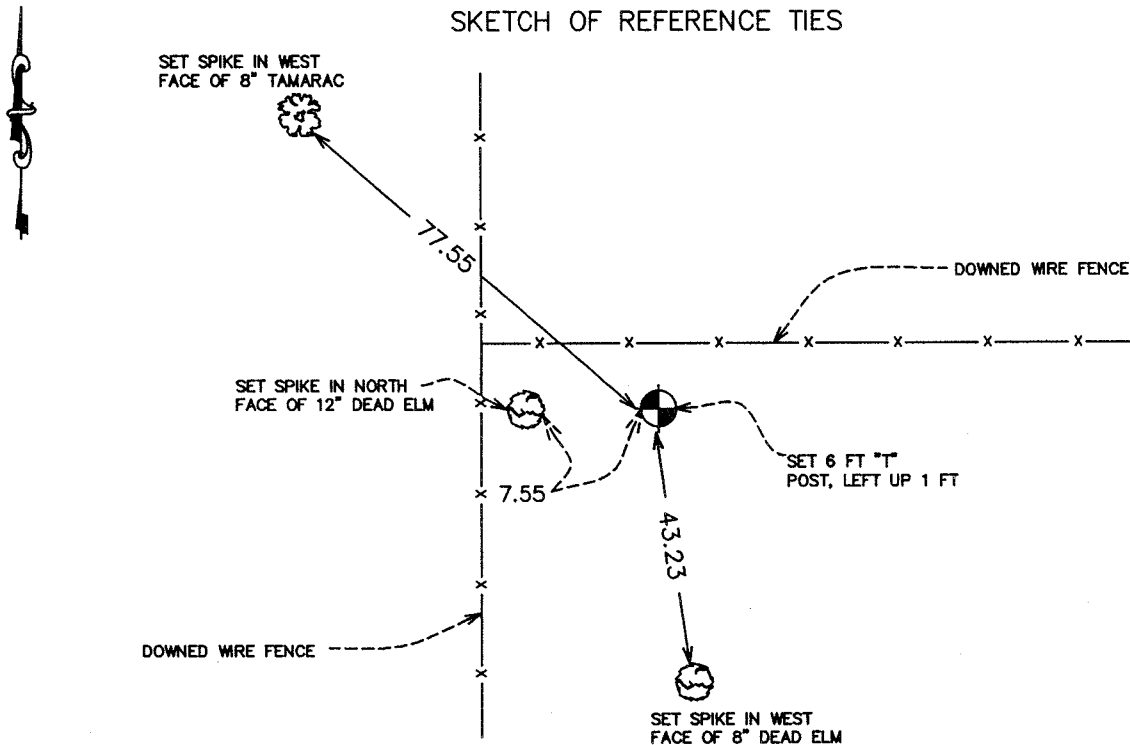 SKETCH OF REFERENCE TIES
SET SPIKE IN WEST
FACE OF 8" TAMARAC
77.55
DOWNED WIRE FENCE
SET SPIKE IN NORTH
FACE OF 12" DEAD ELM
SET 6 FT "T"
POST, LEFT UP 1 FT
7.55
43.23
DOWNED WIRE FENCE
SET SPIKE IN WEST
FACE OF 8" DEAD ELM